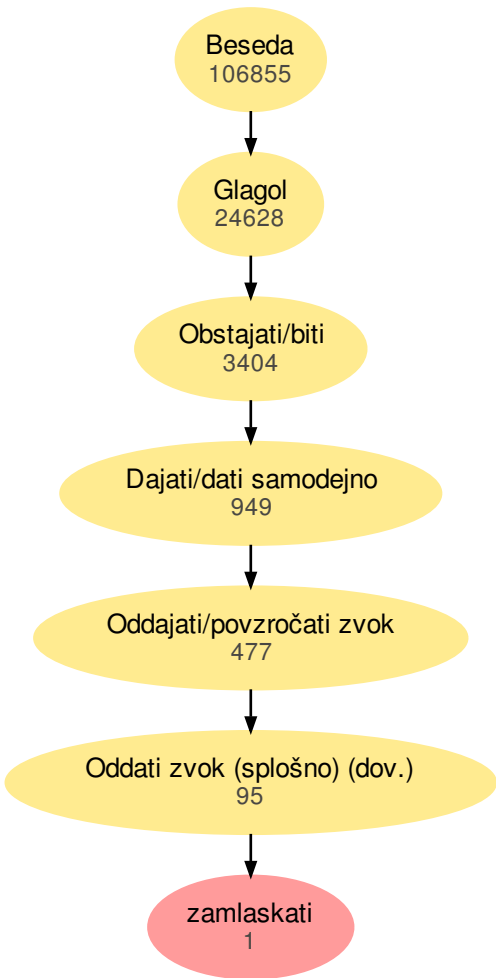 Beseda
106855
Glagol
24628
Obstajati/biti
3404
Dajati/dati samodejno
949
Oddajati/povzročati zvok
477
Oddati zvok (splošno) (dov.)
95
zamlaskati
1